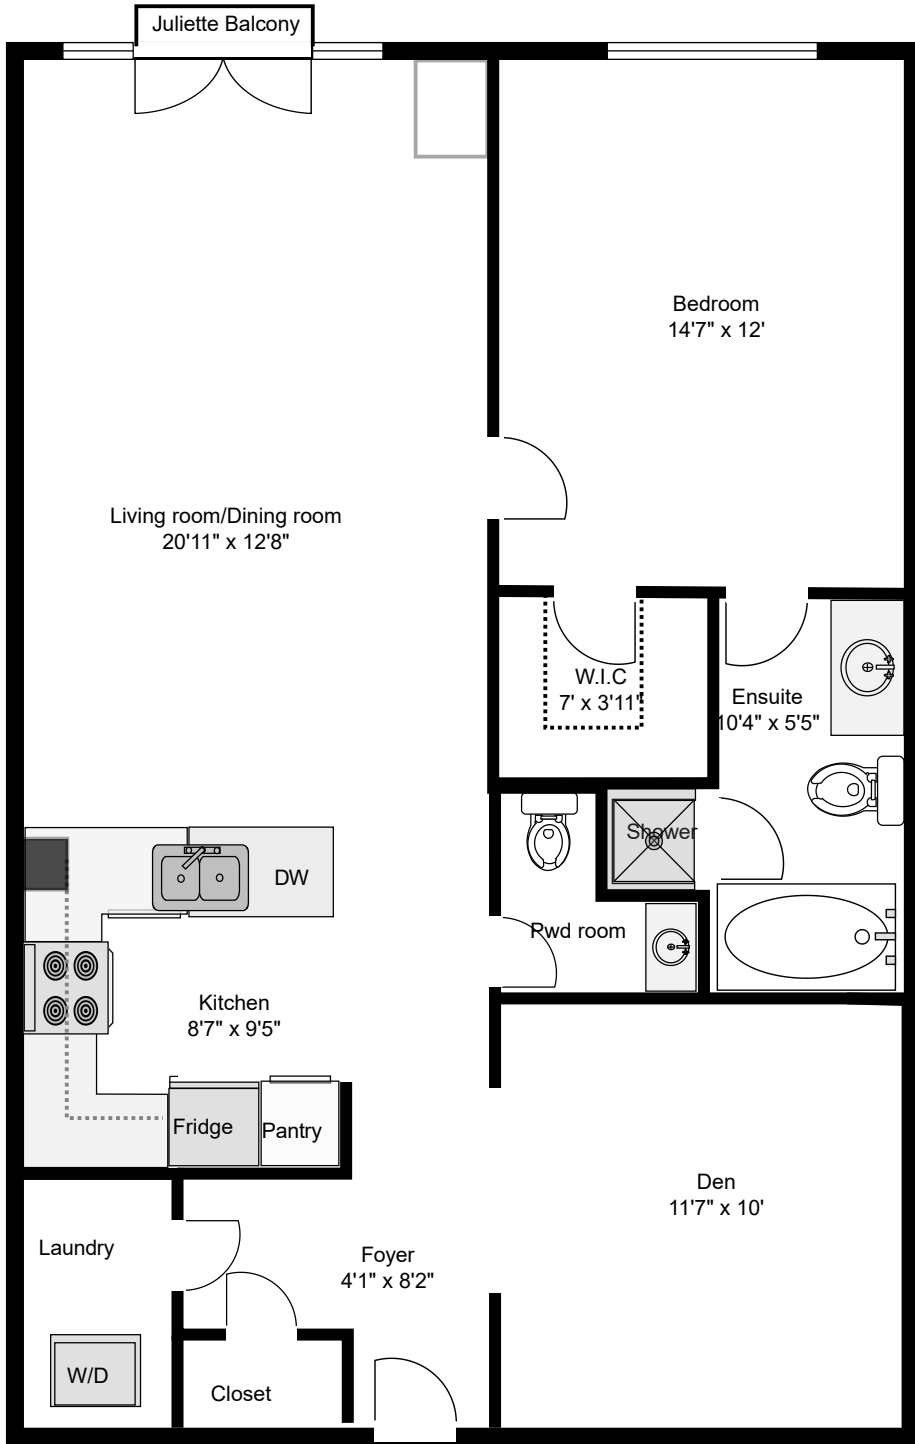 Juliette Balcony
Bedroom
14'7" x 12'
Living room/Dining room
20'11" x 12'8"
W.I.C
7' x 3'11"
Ensuite
10'4" x 5'5"
Shower
DW
Pwd room
Kitchen
8'7" x 9'5"
Fridge
Pantry
Den
11'7" x 10'
Laundry
Foyer
4'1" x 8'2"
W/D
Closet